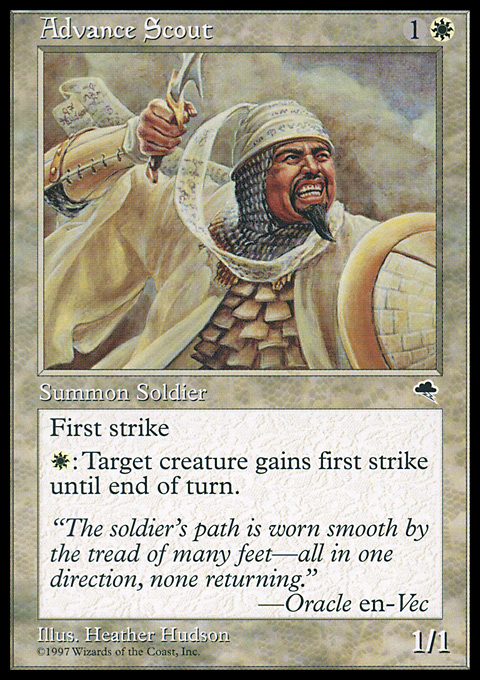 Advance Scout 1
Summon Soldier
First strike
: Target creature gains first strike
until end of turn.
“The soldier’s path is worn smooth by
the tread of many feet—all in one
direction, none returning.”
—Oracle en-Vec
Illus. Heather Hudson
1/1
©1997 Wizards of the Coast, Inc.